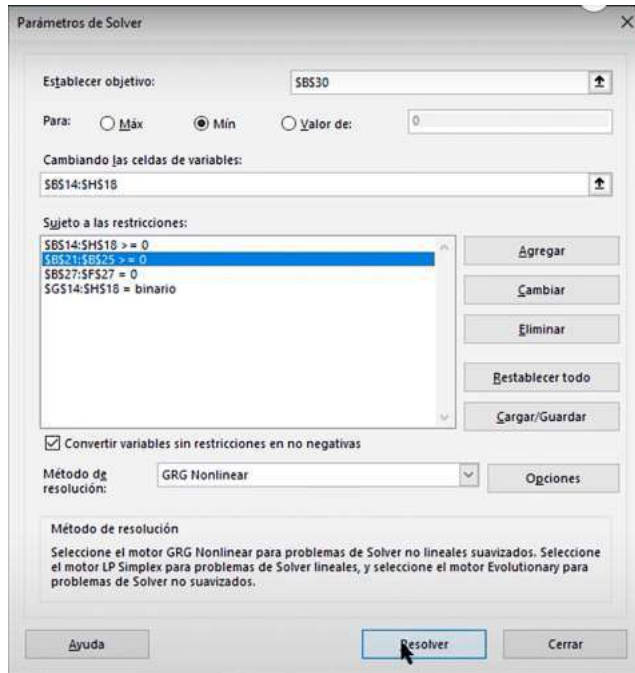 Parámetros de Solver
Establecer objetivo:
$B$30
Para:
Máx
Mín
Valor de:
0
Cambiando las celdas de variables:
$B$14:$H$18
Sujeto a las restricciones:
$B$14:$H$18 >= 0
$B$21:$B$25 >= 0
$B$27:$F$27 = 0
$G$14:$H$18 = binario
Agregar
Cambiar
Eliminar
Restablecer todo
Cargar/Guardar
Convertir variables sin restricciones en no negativas
Método de
resolución:
GRG Nonlinear
Opciones
Método de resolución
Seleccione el motor GRG Nonlinear para problemas de Solver no lineales suavizados. Seleccione
el motor LP Simplex para problemas de Solver lineales, y seleccione el motor Evolutionary para
problemas de Solver no suavizados.
Ayuda
Resolver
Cerrar